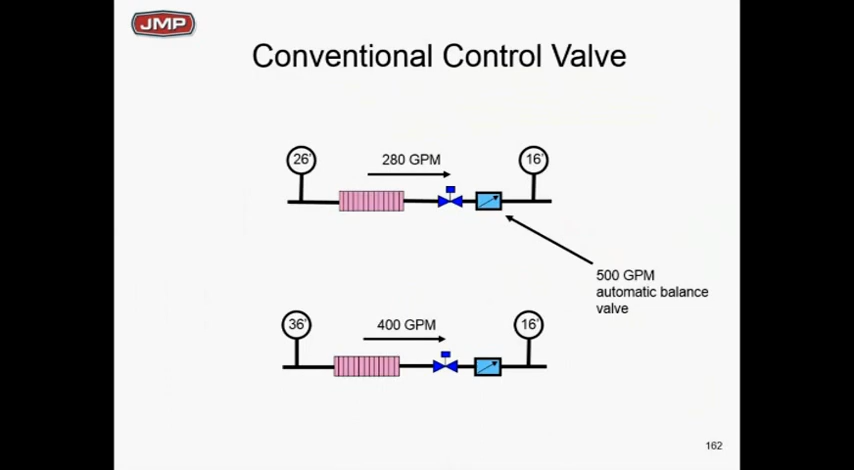 JMP
Conventional Control Valve
26'
280 GPM
16'
500 GPM
automatic balance
valve
36'
400 GPM
16'
162